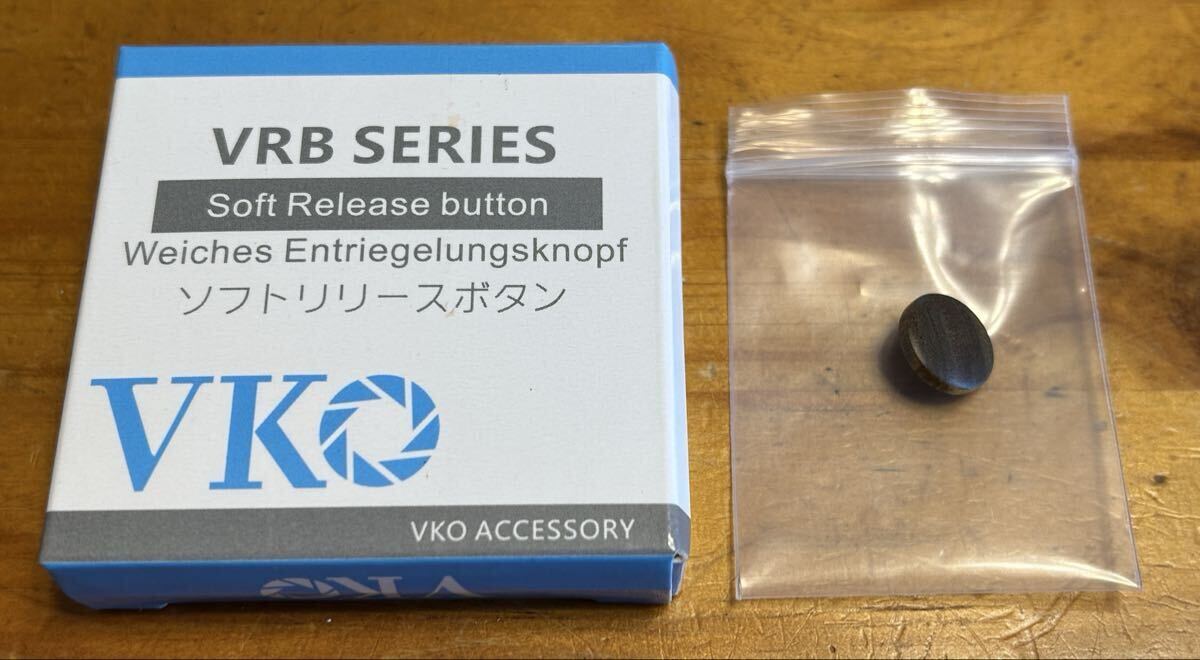 VRB SERIES
Soft Release button
Weiches Entriegelungsknopf
ソフトリリースボタン
VKO
VKO ACCESSORY
VKO